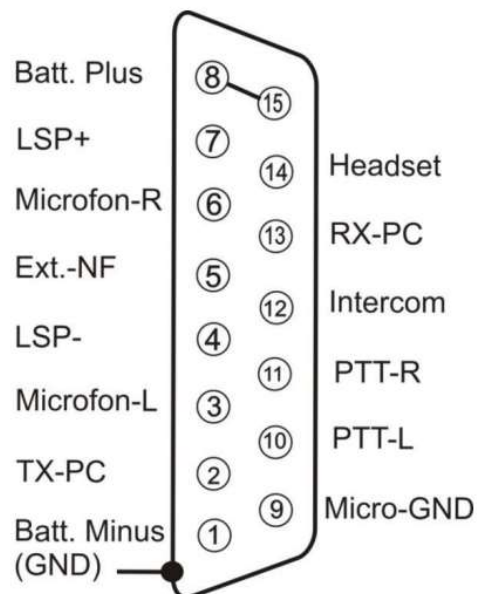 Batt. Plus
8
15
LSP+
7
14
Headset
Microfon-R
6
13
RX-PC
Ext.-NF
5
12
Intercom
LSP-
4
11
PTT-R
Microfon-L
3
10
PTT-L
TX-PC
2
9
Micro-GND
Batt. Minus
(GND)
1